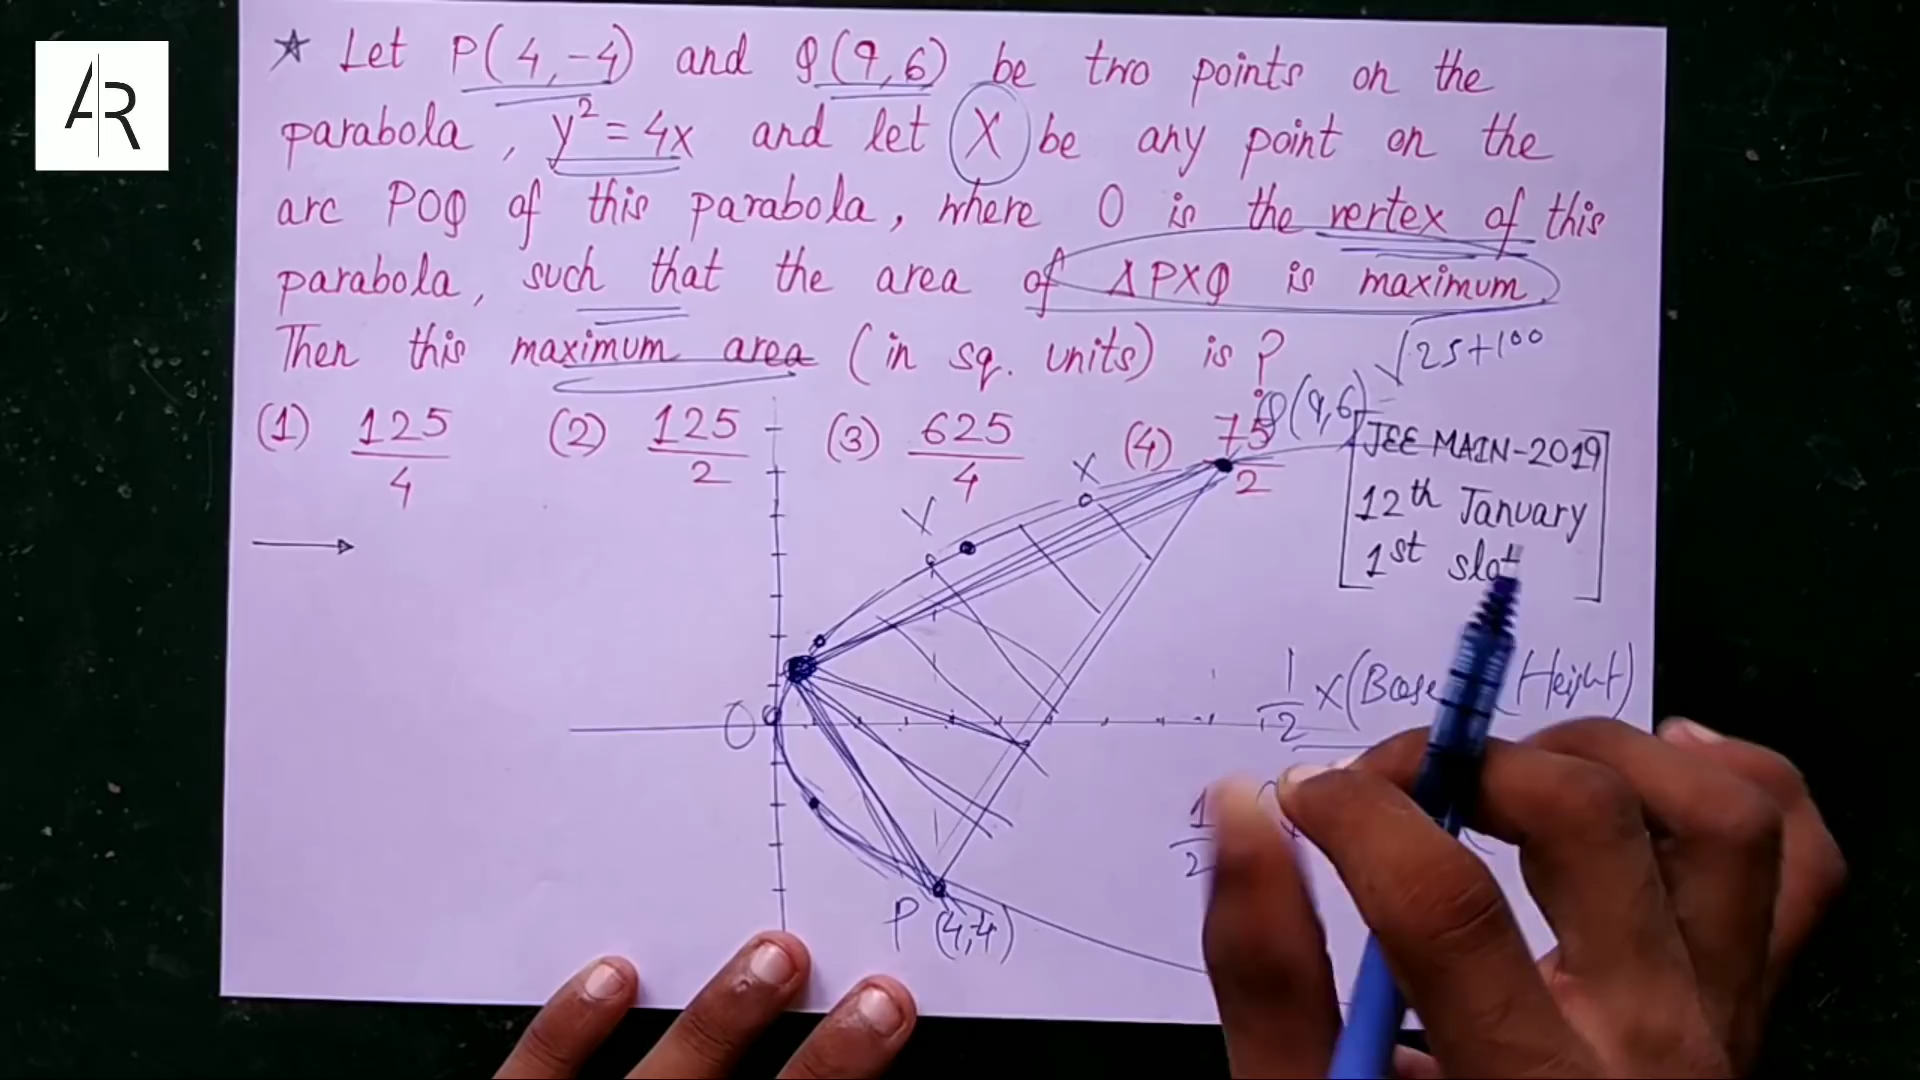 AR
★ Let P(4,-4) and Q(9,6) be two points on the
parabola, y² = 4x and let X be any point on the
arc POQ of this parabola, where O is the vertex of this
parabola, such that the area of ΔPXQ is maximum.
Then this maximum area (in sq. units) is ?
√25+100
(1) 125/4 (2) 125/2 (3) 625/4 (4) 75/2
Q(9,6)
[JEE MAIN-2019
12th January
1st slot]
X
X
O
1/2 ×(Base (Height)
1/2
P(4,-4)